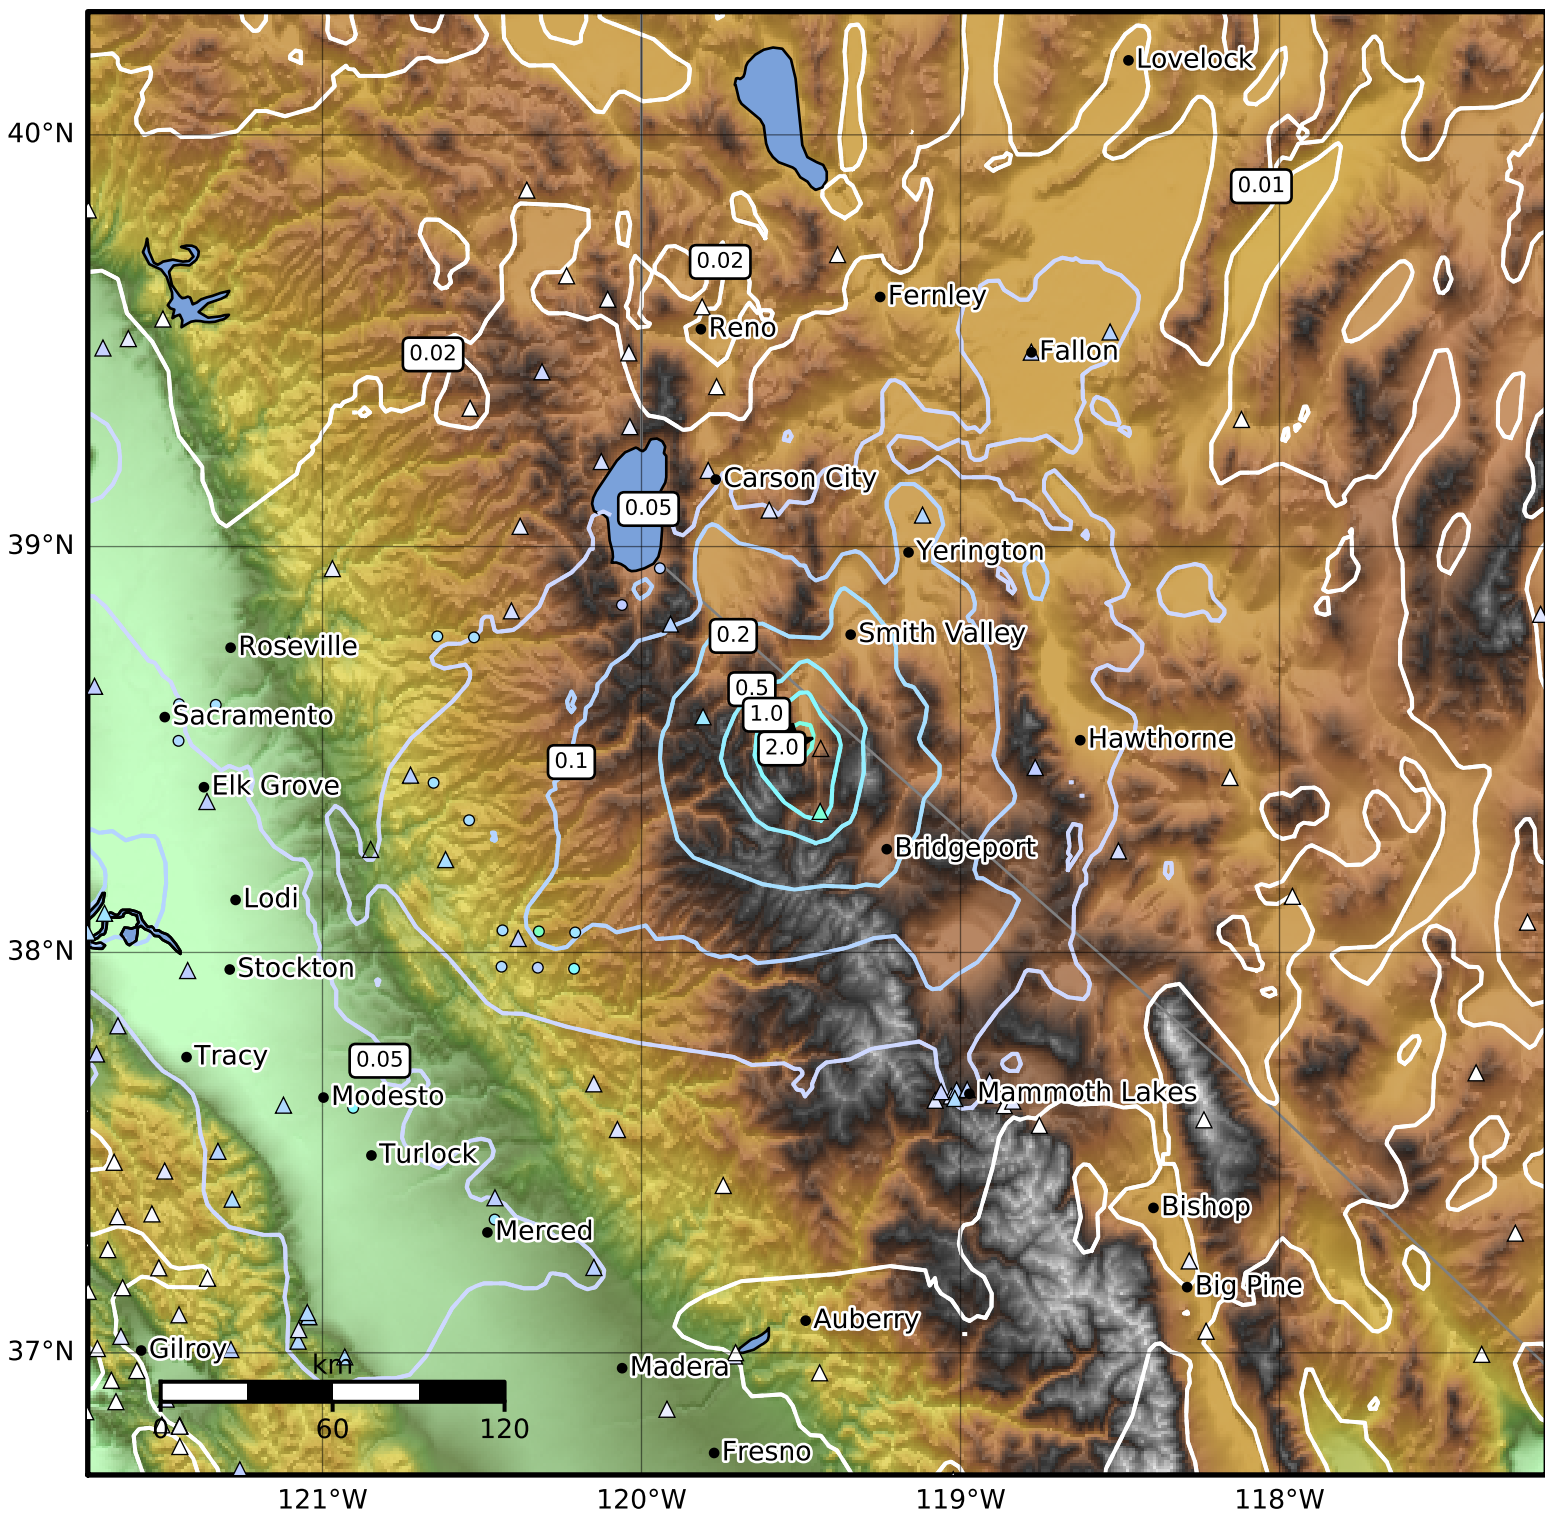 Lovelock
40°N
0.01
0.02
Fernley
Reno
0.02
Fallon
Carson City
0.05
39°N
Yerington
0.2
Smith Valley
Roseville
0.5
1.0
Sacramento
2.0
Hawthorne
0.1
Elk Grove
Bridgeport
Lodi
38°N
Stockton
Tracy
0.05
Modesto
Mammoth Lakes
Turlock
Bishop
Merced
Big Pine
Auberry
37°N
Gilroy
km
Madera
0 60 120
Fresno
121°W 120°W 119°W 118°W